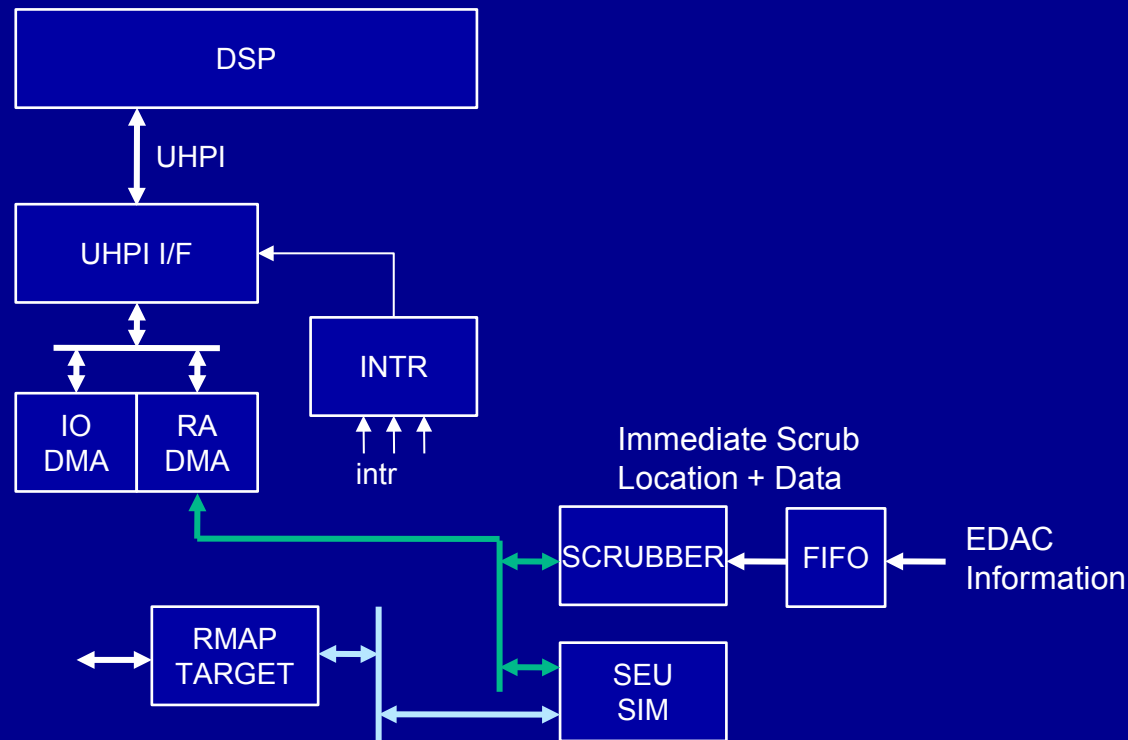 DSP
UHPI
UHPI I/F
INTR
IO
DMA
RA
DMA
intr
Immediate Scrub
Location + Data
SCRUBBER
FIFO
EDAC
Information
RMAP
TARGET
SEU
SIM